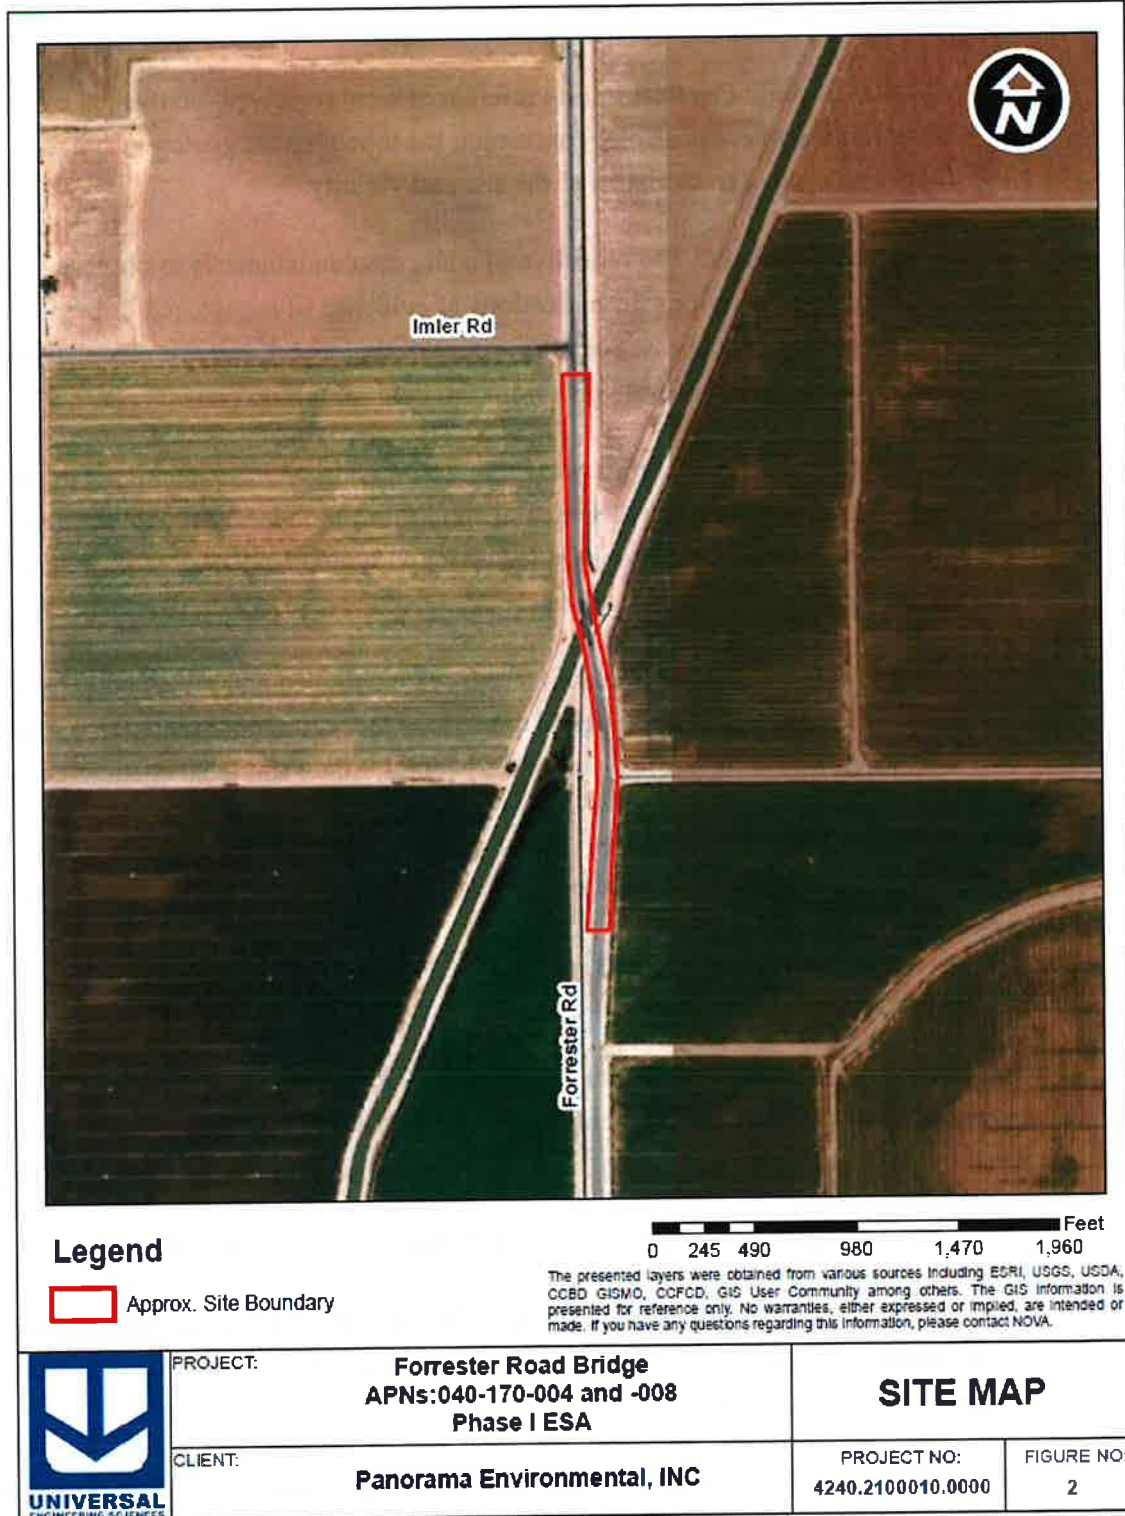 N
Imler Rd
Forrester Rd
Legend
Approx. Site Boundary
Feet
0 245 490 980 1,470 1,960
The presented layers were obtained from various sources including ESRI, USGS, USDA,
CCBD GISMO, CCFCD, GIS User Community among others. The GIS information is
presented for reference only. No warranties, either expressed or implied, are intended or
made. If you have any questions regarding this information, please contact NOVA.
PROJECT:
Forrester Road Bridge
APNs:040-170-004 and -008
Phase I ESA
SITE MAP
CLIENT:
Panorama Environmental, INC
PROJECT NO:
4240.2100010.0000
FIGURE NO:
2
UNIVERSAL
ENGINEERING SCIENCES